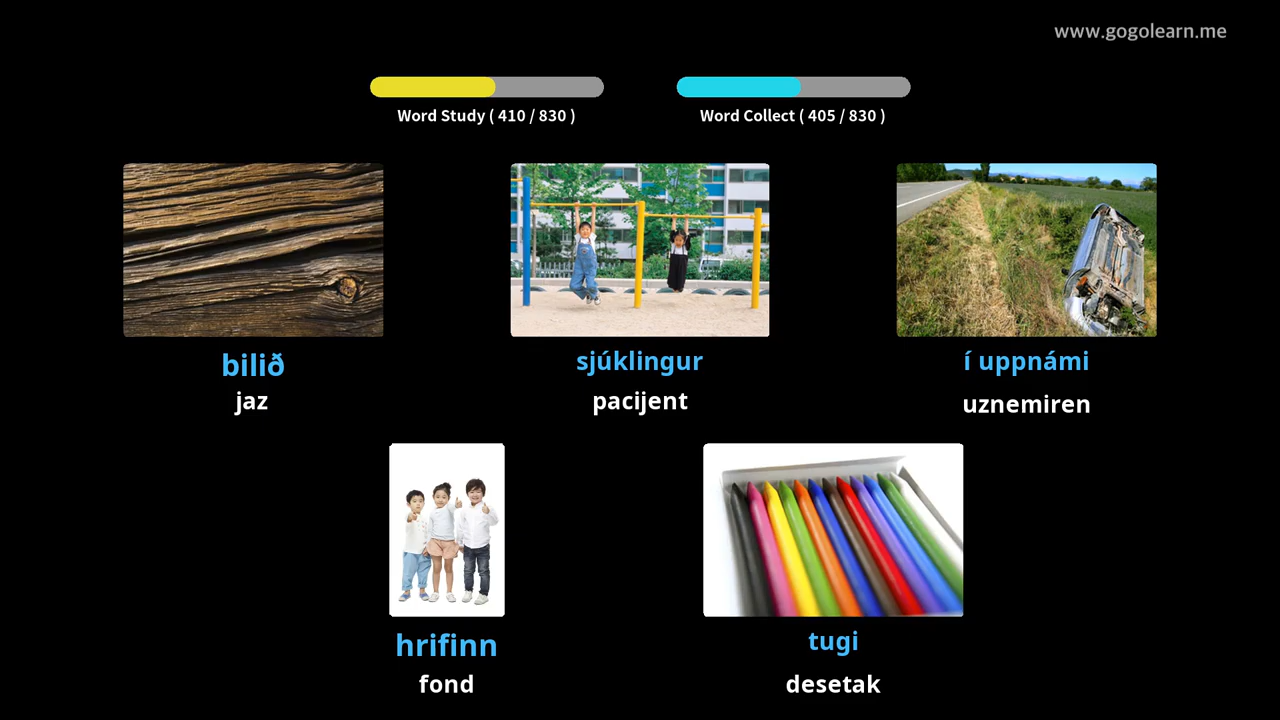 www.gogolearn.me
Word Study ( 410 / 830 )
Word Collect ( 405 / 830 )
bilið
jaz
sjúklingur
pacijent
í uppnámi
uznemiren
hrifinn
fond
tugi
desetak